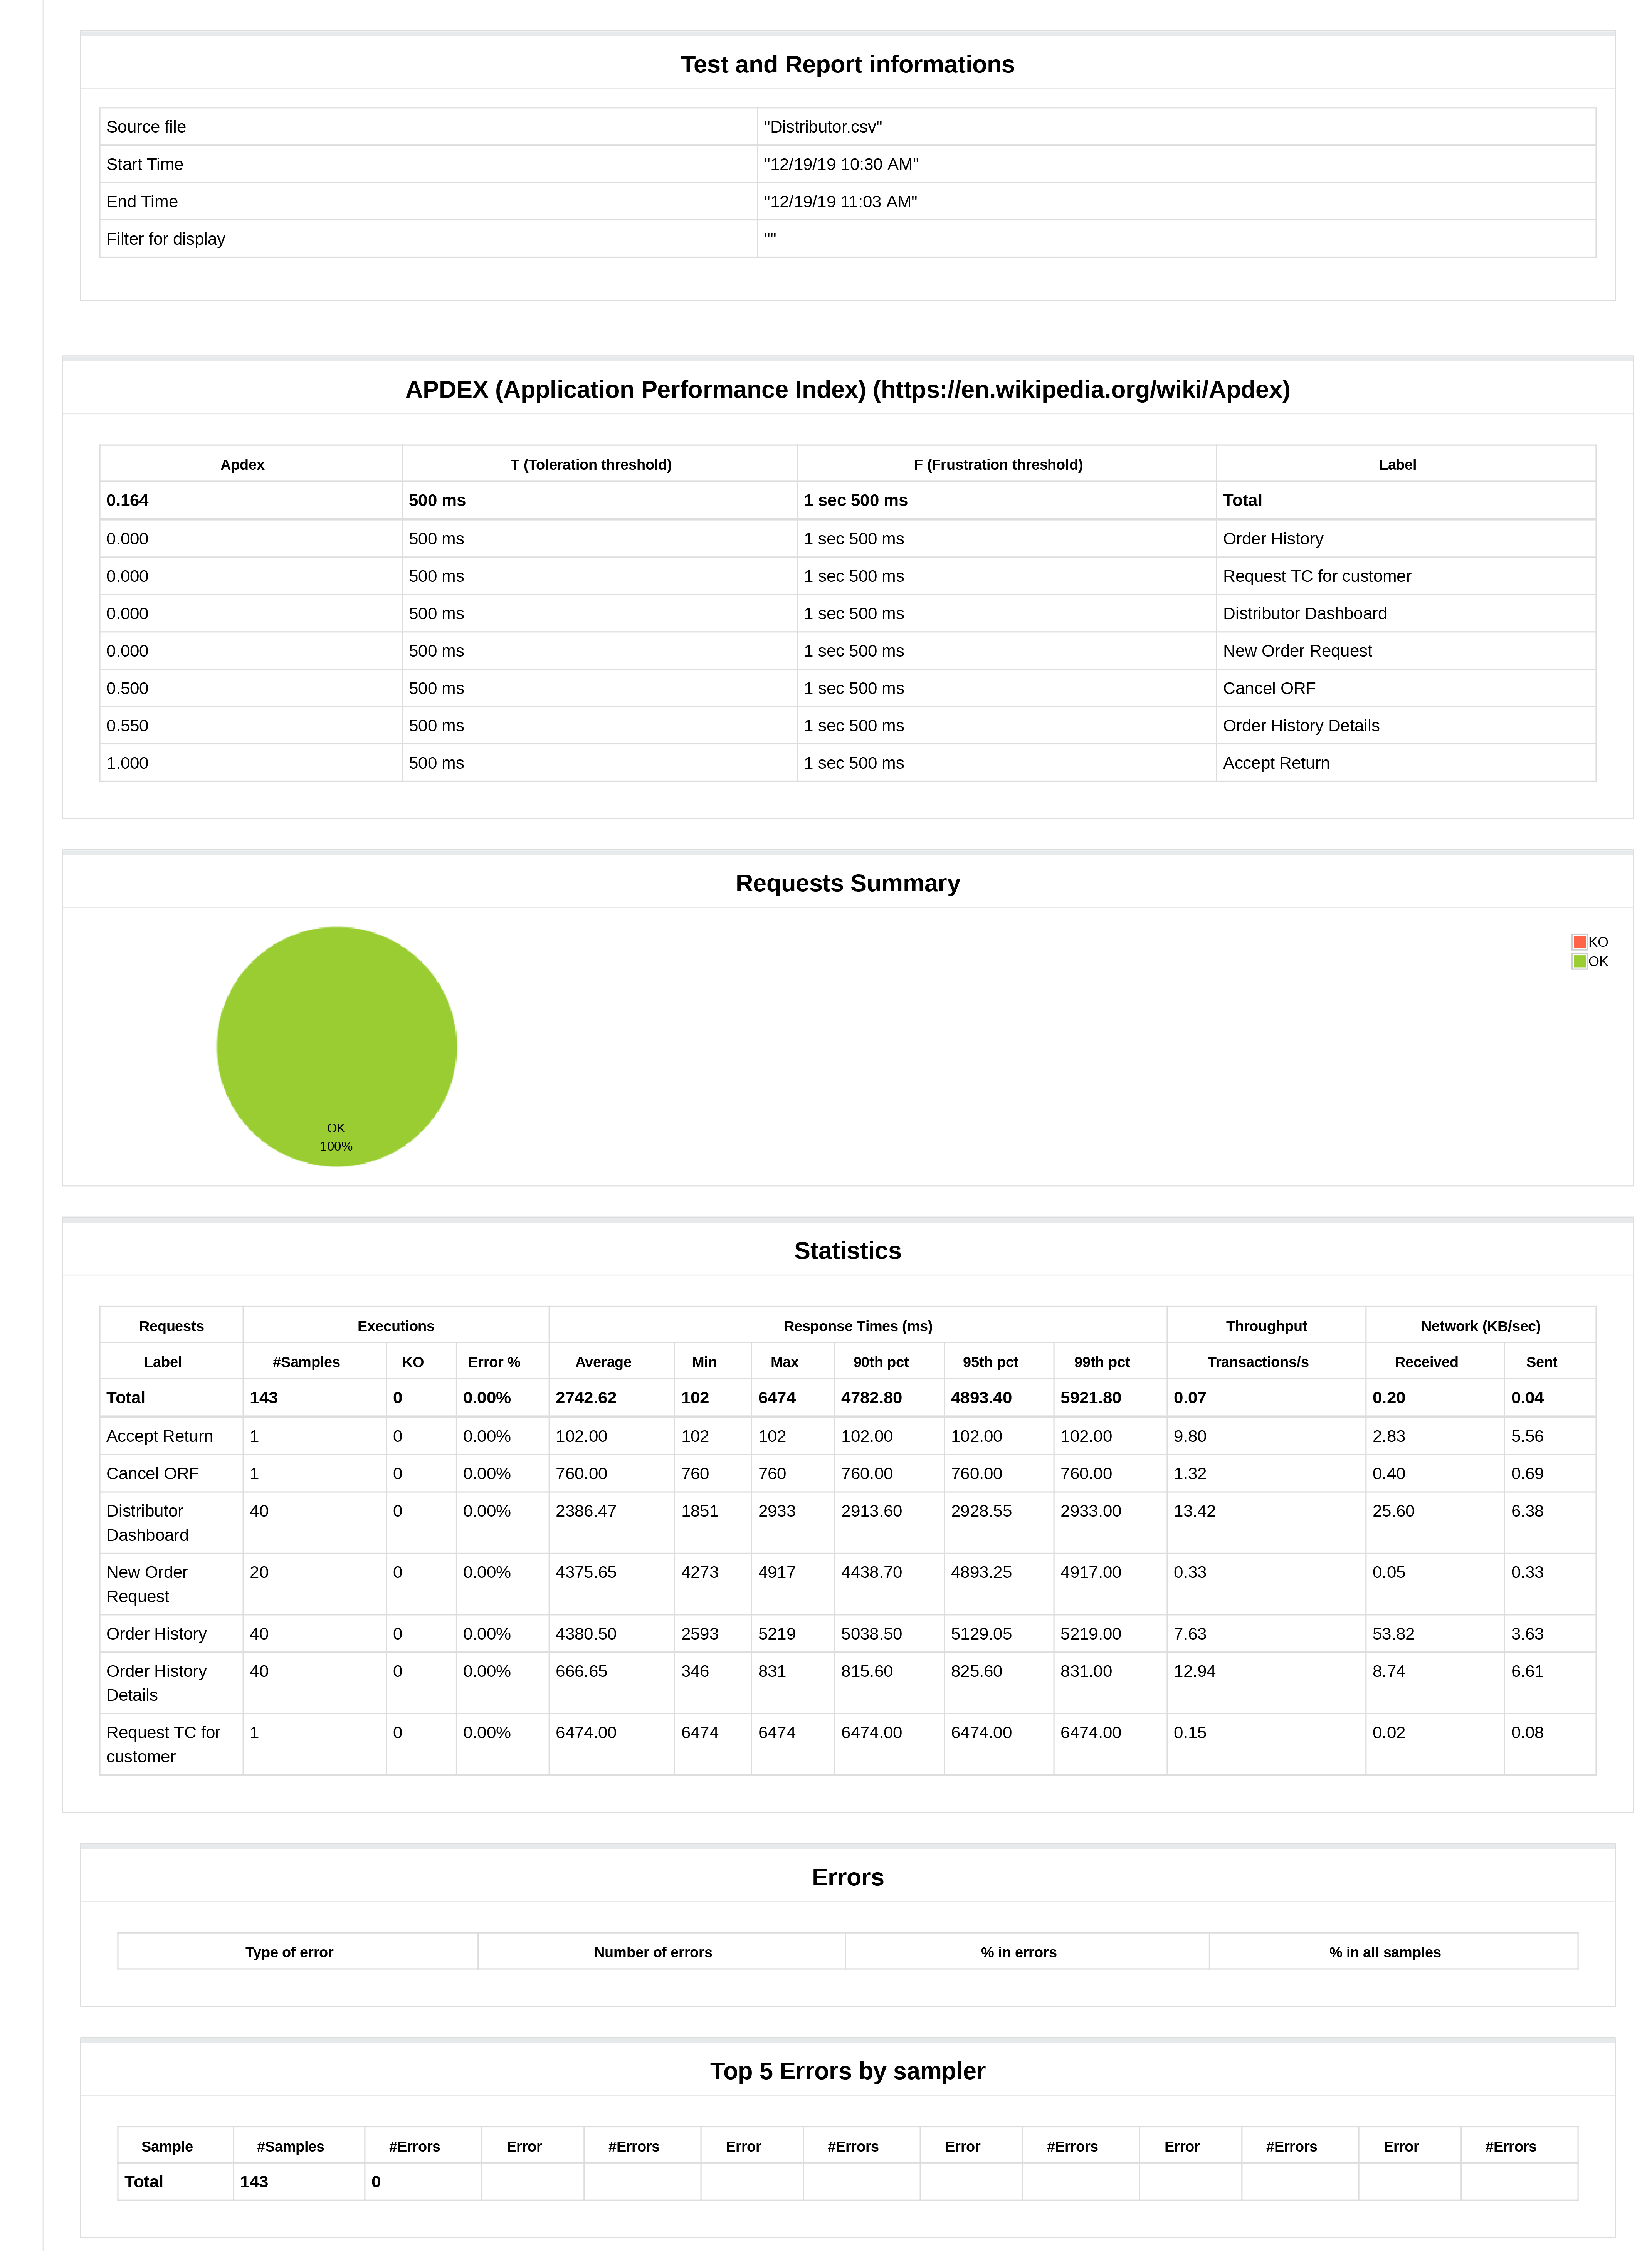 Test and Report informations
Source file "Distributor.csv"
Start Time "12/19/19 10:30 AM"
End Time "12/19/19 11:03 AM"
Filter for display ""
APDEX (Application Performance Index) (https://en.wikipedia.org/wiki/Apdex)
Apdex T (Toleration threshold) F (Frustration threshold) Label
0.164 500 ms 1 sec 500 ms Total
0.000 500 ms 1 sec 500 ms Order History
0.000 500 ms 1 sec 500 ms Request TC for customer
0.000 500 ms 1 sec 500 ms Distributor Dashboard
0.000 500 ms 1 sec 500 ms New Order Request
0.500 500 ms 1 sec 500 ms Cancel ORF
0.550 500 ms 1 sec 500 ms Order History Details
1.000 500 ms 1 sec 500 ms Accept Return
Requests Summary
KO
OK
OK
100%
Statistics
Requests Executions Response Times (ms) Throughput Network (KB/sec)
Label #Samples KO Error % Average Min Max 90th pct 95th pct 99th pct Transactions/s Received Sent
Total 143 0 0.00% 2742.62 102 6474 4782.80 4893.40 5921.80 0.07 0.20 0.04
Accept Return 1 0 0.00% 102.00 102 102 102.00 102.00 102.00 9.80 2.83 5.56
Cancel ORF 1 0 0.00% 760.00 760 760 760.00 760.00 760.00 1.32 0.40 0.69
Distributor 40 0 0.00% 2386.47 1851 2933 2913.60 2928.55 2933.00 13.42 25.60 6.38
Dashboard
New Order 20 0 0.00% 4375.65 4273 4917 4438.70 4893.25 4917.00 0.33 0.05 0.33
Request
Order History 40 0 0.00% 4380.50 2593 5219 5038.50 5129.05 5219.00 7.63 53.82 3.63
Order History 40 0 0.00% 666.65 346 831 815.60 825.60 831.00 12.94 8.74 6.61
Details
Request TC for 1 0 0.00% 6474.00 6474 6474 6474.00 6474.00 6474.00 0.15 0.02 0.08
customer
Errors
Type of error Number of errors % in errors % in all samples
Top 5 Errors by sampler
Sample #Samples #Errors Error #Errors Error #Errors Error #Errors Error #Errors Error #Errors
Total 143 0